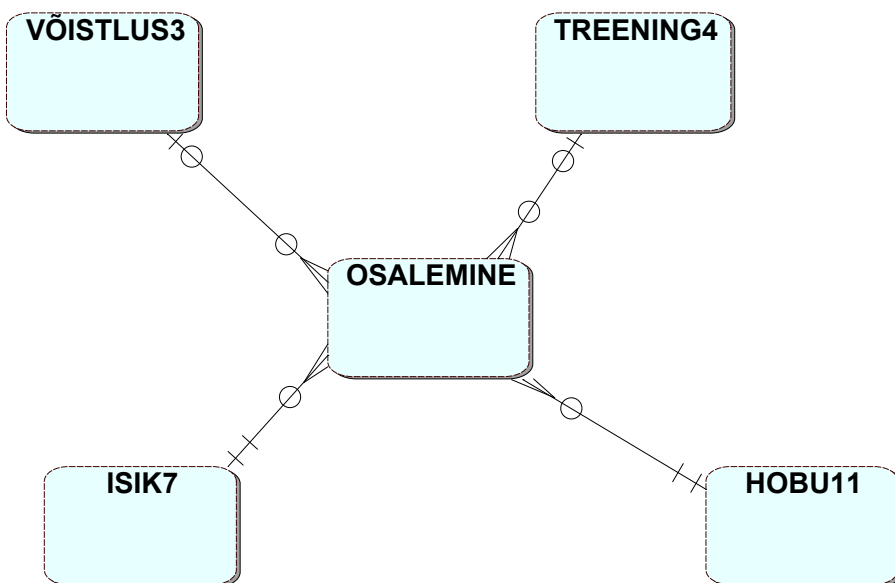 VÕISTLUS3
TREENING4
OSALEMINE
ISIK7
HOBU11